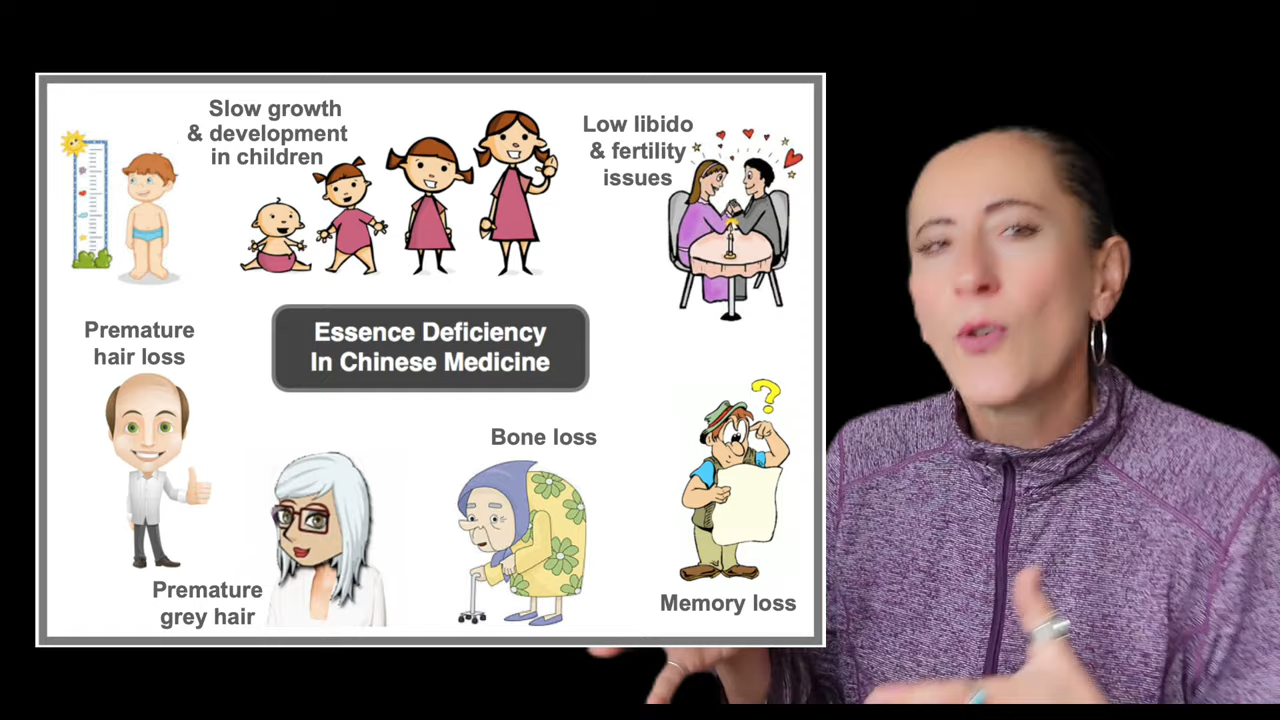 Slow growth
& development
in children
Low libido
& fertility
issues
Premature
hair loss
Essence Deficiency
In Chinese Medicine
Bone loss
Premature
grey hair
Memory loss